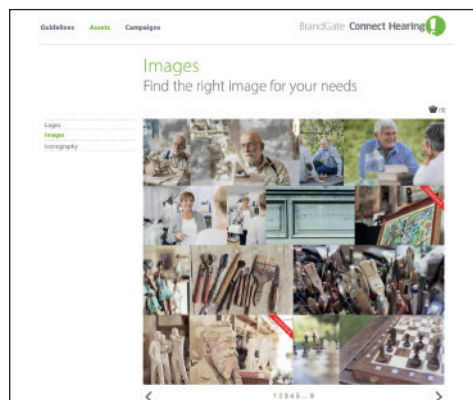 Guidelines Assets Campaigns
BrandGate Connect Hearing
Images
Find the right image for your needs
Logos
Images
Iconography
1 2 3 4 5 ... 9